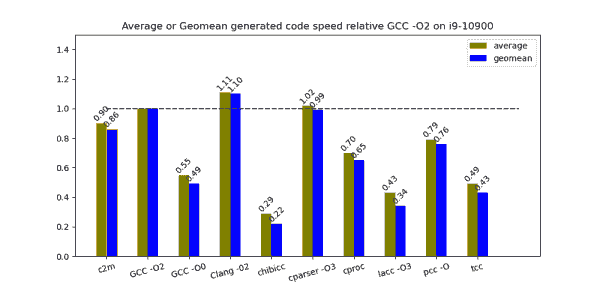 Average or Geomean generated code speed relative GCC -O2 on i9-10900
average
geomean
1.4
1.2
1.0
0.8
0.6
0.4
0.2
0.0
0.90
0.86
0.55
0.49
1.11
1.10
0.29
0.22
1.02
0.99
0.70
0.65
0.43
0.34
0.79
0.76
0.49
0.43
c2m
GCC -O2
GCC -O0
Clang -02
chibicc
cparser -O3
cproc
lacc -O3
pcc -O
tcc